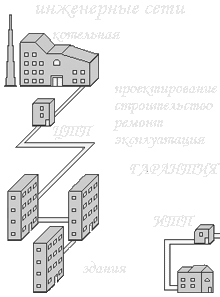 инженерные сети
котельная
проектирование
строительство
ремонт
эксплуатация
ЦТП
ГАРАНТИЯ
ИТП
здания